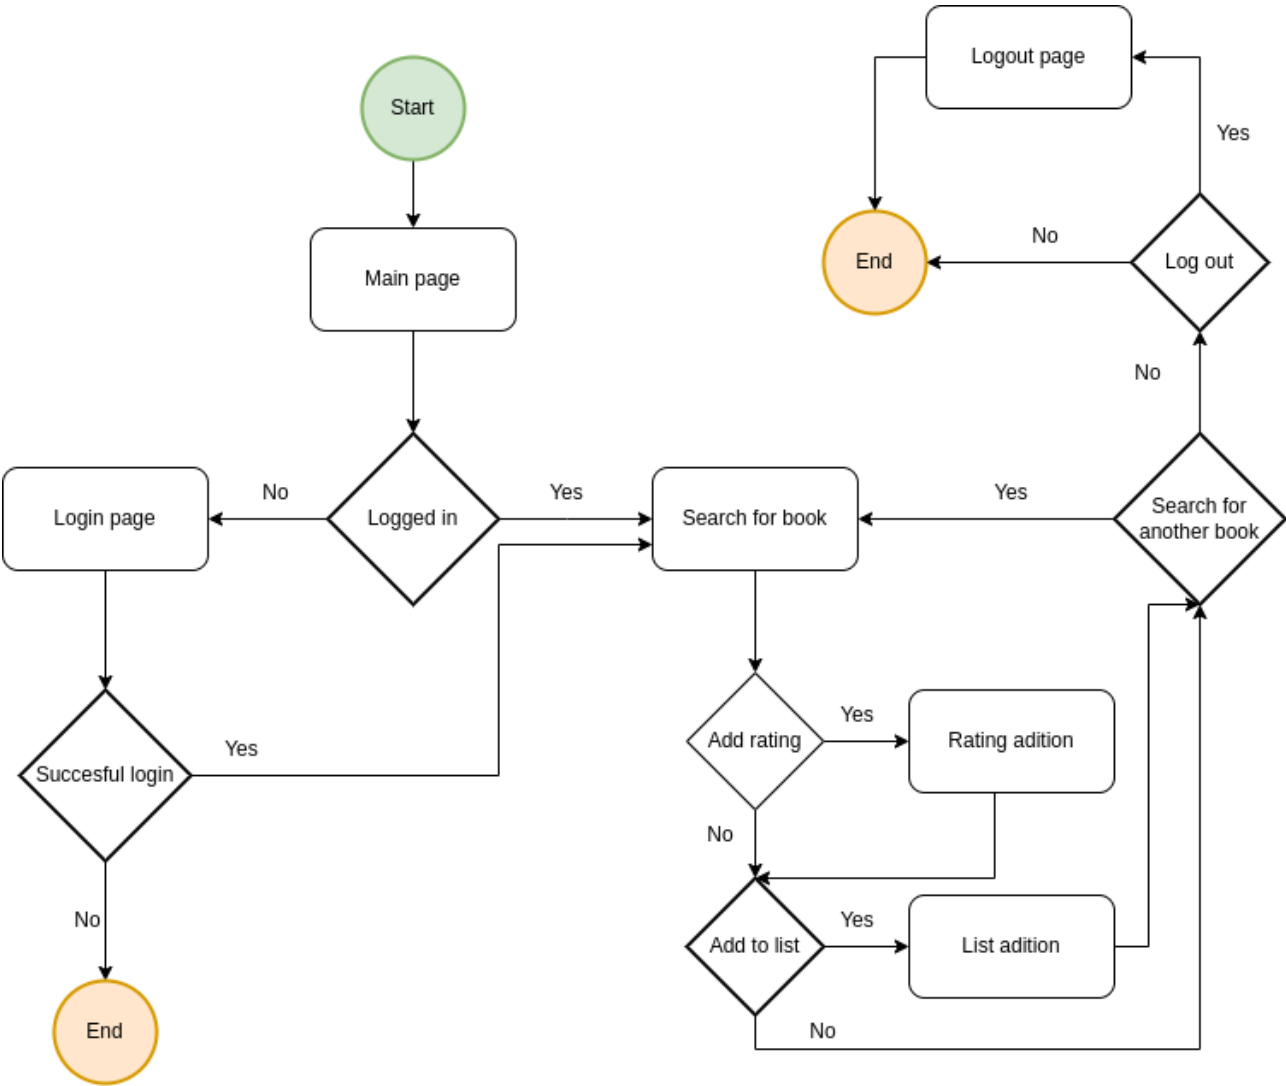 Logout page
Start
Yes
No
End
Log out
Main page
No
Login page
No
Logged in
Yes
Search for book
Yes
Search for
another book
Yes
Add rating
Yes
Rating adition
Succesful login
No
No
Yes
Add to list
List adition
No
End